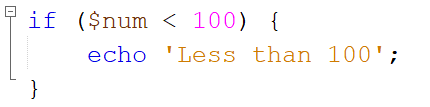 if ($num < 100) {
    echo 'Less than 100';
}